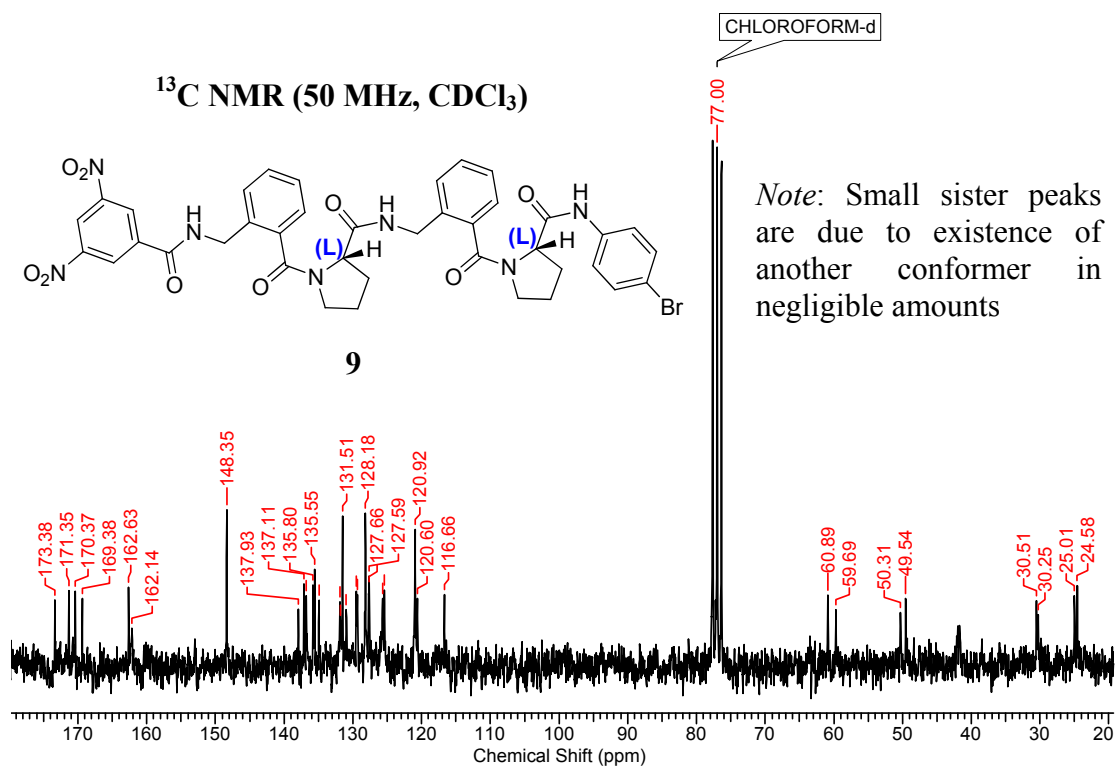 CHLOROFORM-d
¹³C NMR (50 MHz, CDCl₃)
77.00
Note: Small sister peaks
are due to existence of
another conformer in
negligible amounts
O₂N
O₂N
H
N
O
O
N
(L)
H
O
H
N
O
N
(L)
H
O
H
N
Br
9
173.38
171.35
170.37
169.38
162.63
162.14
148.35
137.93
137.11
135.80
135.55
131.51
128.18
127.66
127.59
120.92
120.60
116.66
60.89
59.69
50.31
49.54
30.51
30.25
25.01
24.58
170 160 150 140 130 120 110 100 90 80 70 60 50 40 30 20
Chemical Shift (ppm)